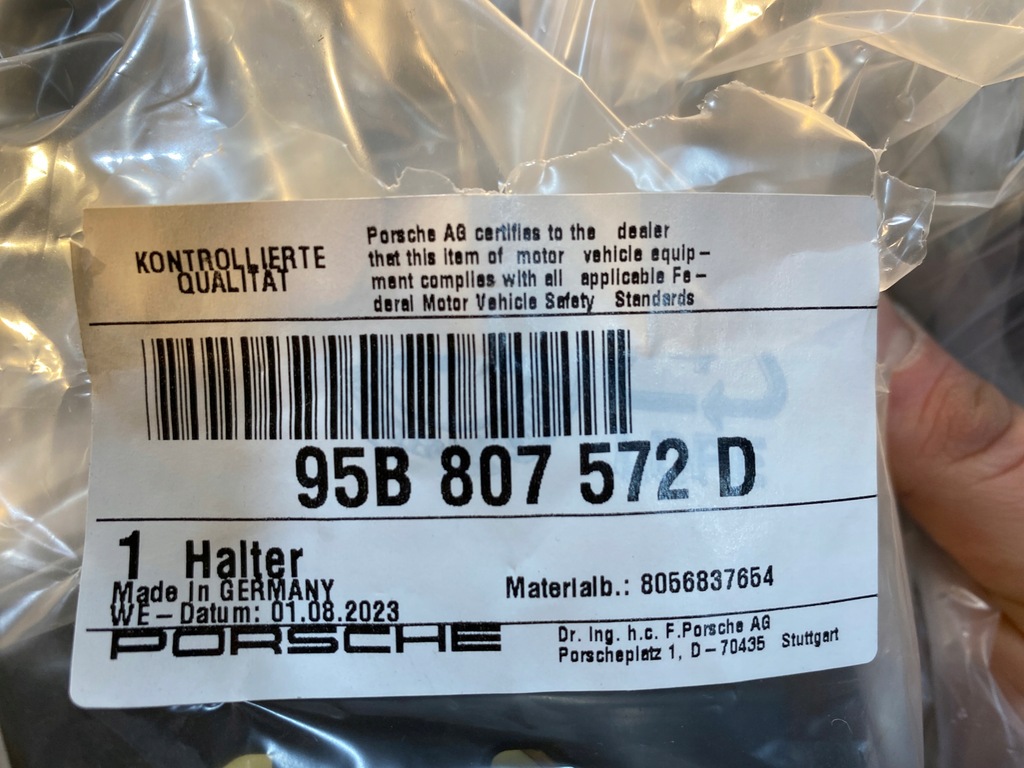 KONTROLLIERTE
QUALITÄT
Porsche AG certifies to the dealer
that this item of motor vehicle equip-
ment complies with all applicable Fe-
deral Motor Vehicle Safety Standards
95B 807 572 D
1 Halter
Made in GERMANY
Materialb.: 8056837654
WE-Datum: 01.08.2023
PORSCHE
Dr. Ing. h.c. F.Porsche AG
Porscheplatz 1, D-70435 Stuttgart